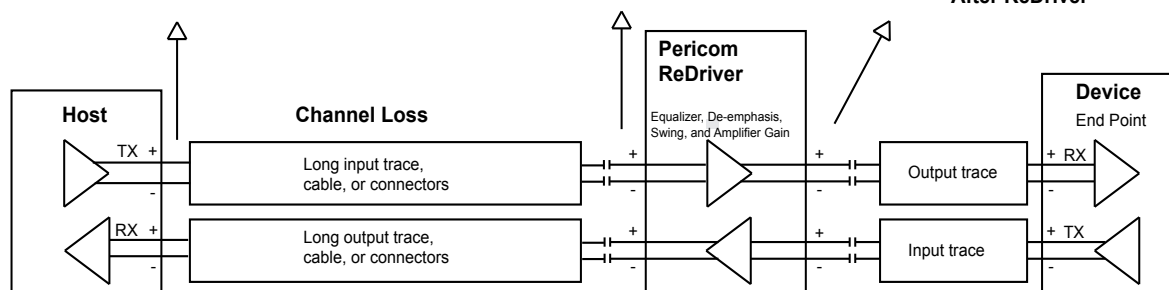 After ReDriver
Pericom
ReDriver
Equalizer, De-emphasis,
Swing, and Amplifier Gain
Host
Channel Loss
Device
End Point
TX + -
Long input trace,
cable, or connectors
+ -
+ -
Output trace
+ RX -
RX + -
Long output trace,
cable, or connectors
+ -
+ -
Input trace
+ TX -